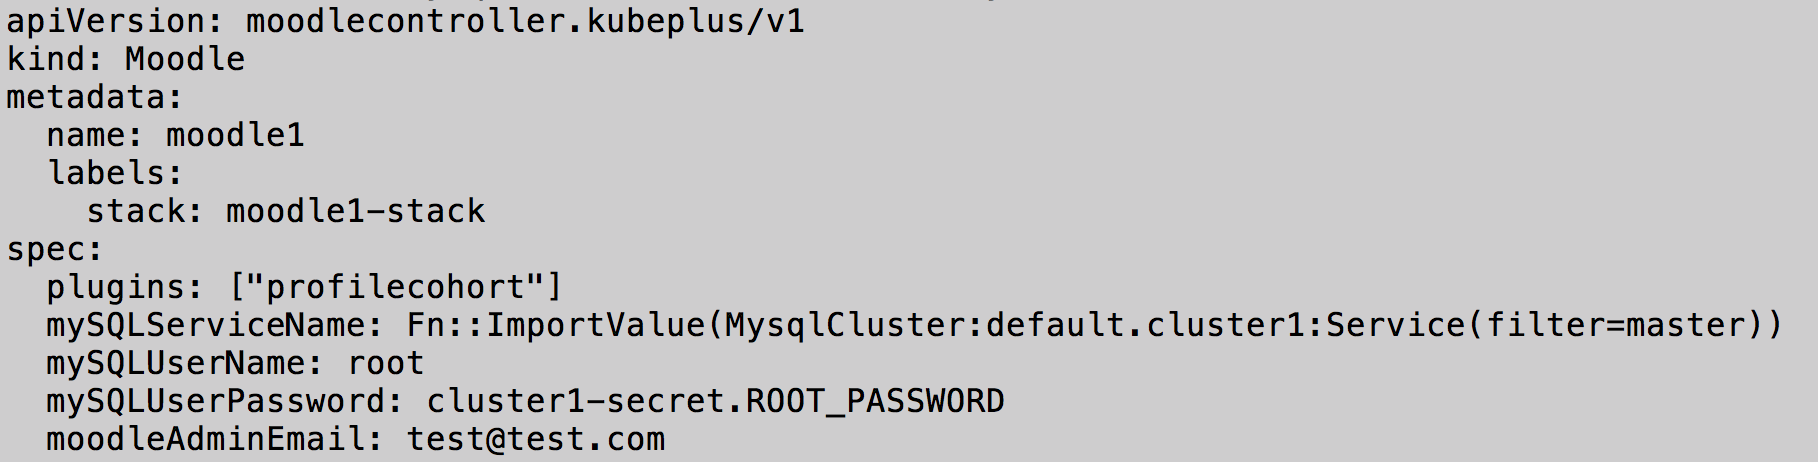 apiVersion: moodlecontroller.kubeplus/v1
kind: Moodle
metadata:
  name: moodle1
  labels:
    stack: moodle1-stack
spec:
  plugins: ["profilecohort"]
  mySQLServiceName: Fn::ImportValue(MysqlCluster:default.cluster1:Service(filter=master))
  mySQLUserName: root
  mySQLUserPassword: cluster1-secret.ROOT_PASSWORD
  moodleAdminEmail: test@test.com